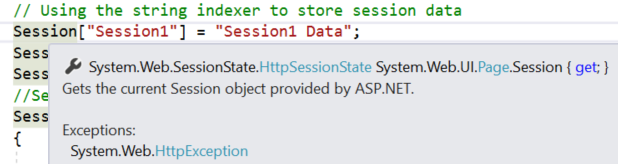 // Using the string indexer to store session data
Session["Session1"] = "Session1 Data";
Sess
System.Web.SessionState.HttpSessionState System.Web.UI.Page.Session { get; }
Sess
Gets the current Session object provided by ASP.NET.
//Se
Sess
Exceptions:
{
System.Web.HttpException